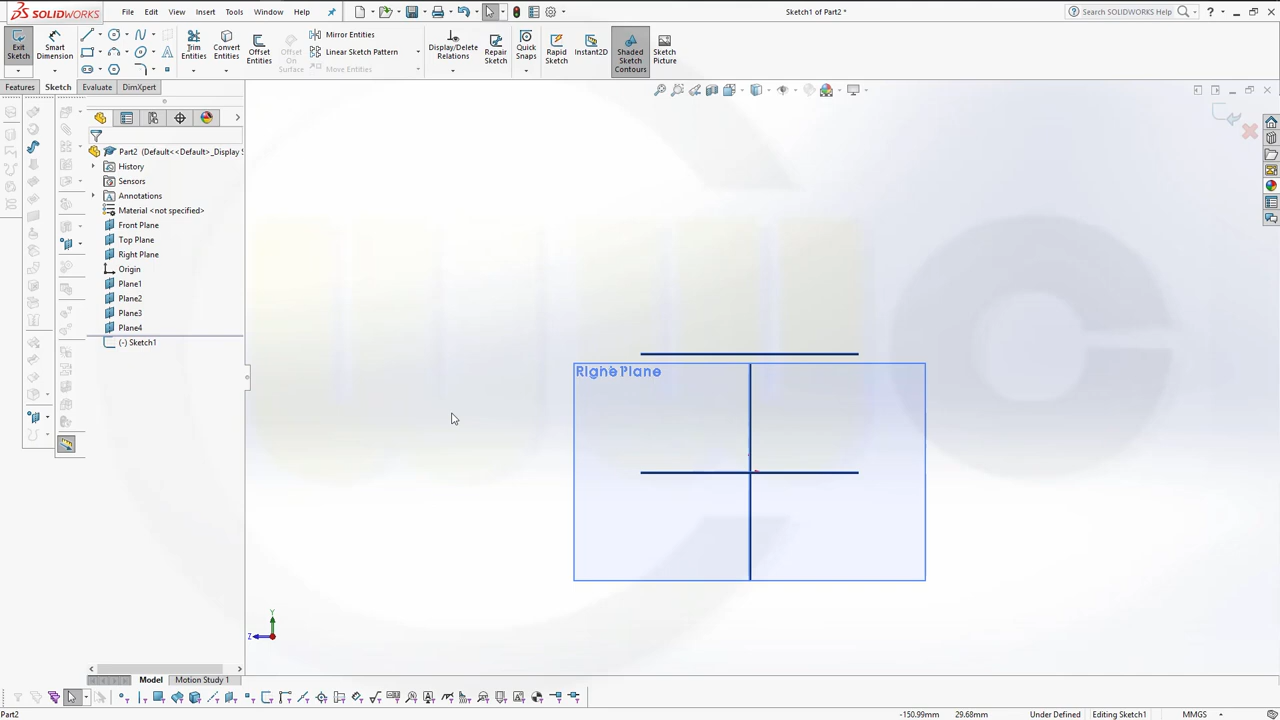 SOLIDWORKS File Edit View Insert Tools Window Help Sketch1 of Part2 * Search SOLIDWORKS Help ?
Exit Sketch Smart Dimension Trim Entities Convert Entities Offset Entities Offset On Surface Mirror Entities Linear Sketch Pattern Move Entities Display/Delete Relations Repair Sketch Quick Snaps Rapid Sketch Instant2D Shaded Sketch Contours Sketch Picture
Features Sketch Evaluate DimXpert
Part2 (Default<<Default>_Display S
History
Sensors
Annotations
Material <not specified>
Front Plane
Top Plane
Right Plane
Origin
Plane1
Plane2
Plane3
Plane4
(-) Sketch1
Y
Z
Model Motion Study 1
Part2 -150.99mm 29.68mm Under Defined Editing Sketch1 MMGS